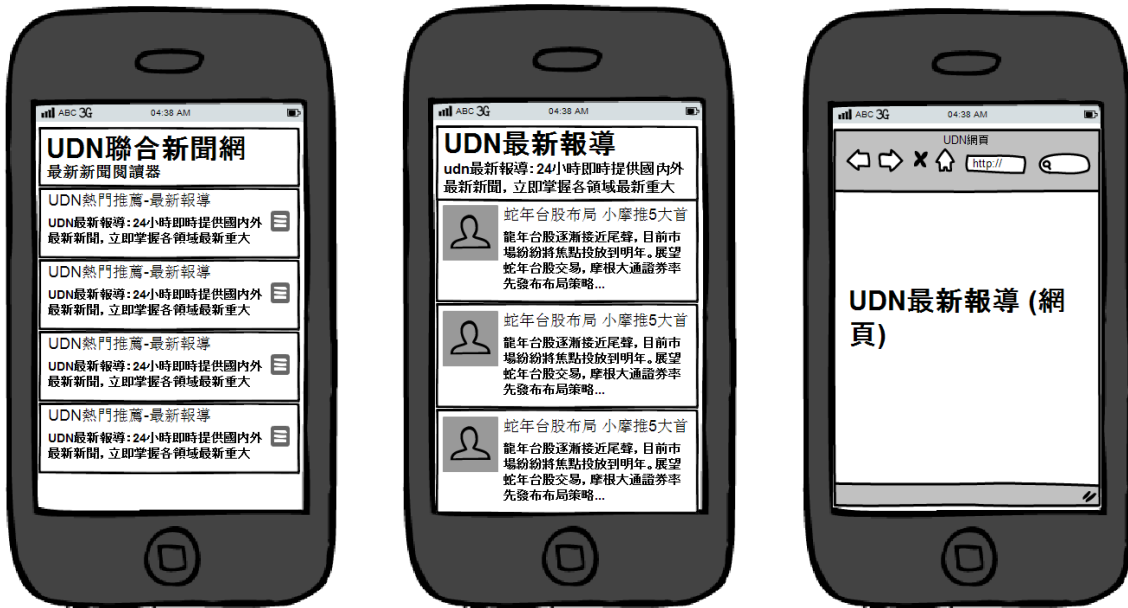 ABC 3G 04:38 AM
UDN聯合新聞網
最新新聞閱讀器
UDN熱門推薦-最新報導
UDN最新報導:24小時即時提供國內外
最新新聞, 立即掌握各領域最新重大
UDN熱門推薦-最新報導
UDN最新報導:24小時即時提供國內外
最新新聞, 立即掌握各領域最新重大
UDN熱門推薦-最新報導
UDN最新報導:24小時即時提供國內外
最新新聞, 立即掌握各領域最新重大
UDN熱門推薦-最新報導
UDN最新報導:24小時即時提供國內外
最新新聞, 立即掌握各領域最新重大
ABC 3G 04:38 AM
UDN最新報導
udn最新報導:24小時即時提供國內外
最新新聞, 立即掌握各領域最新重大
蛇年台股布局 小摩推5大首
龍年台股逐漸接近尾聲, 目前市
場紛紛將焦點投放到明年。展望
蛇年台股交易, 摩根大通證券率
先發布布局策略...
蛇年台股布局 小摩推5大首
龍年台股逐漸接近尾聲, 目前市
場紛紛將焦點投放到明年。展望
蛇年台股交易, 摩根大通證券率
先發布布局策略...
蛇年台股布局 小摩推5大首
龍年台股逐漸接近尾聲, 目前市
場紛紛將焦點投放到明年。展望
蛇年台股交易, 摩根大通證券率
先發布布局策略...
ABC 3G 04:38 AM
UDN網頁
http://
UDN最新報導 (網
頁)